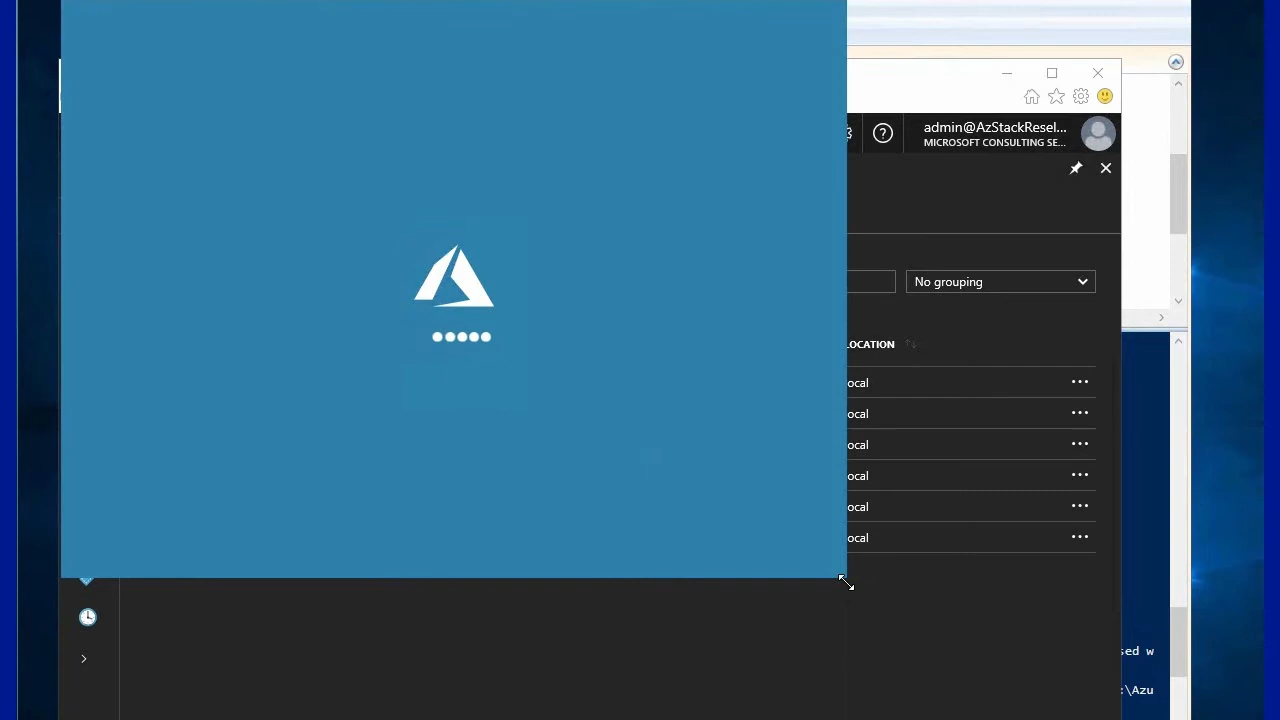 admin@AzStackResel...
MICROSOFT CONSULTING SE...
No grouping
LOCATION
ocal
ocal
ocal
ocal
ocal
ocal
sed w
:\Azu